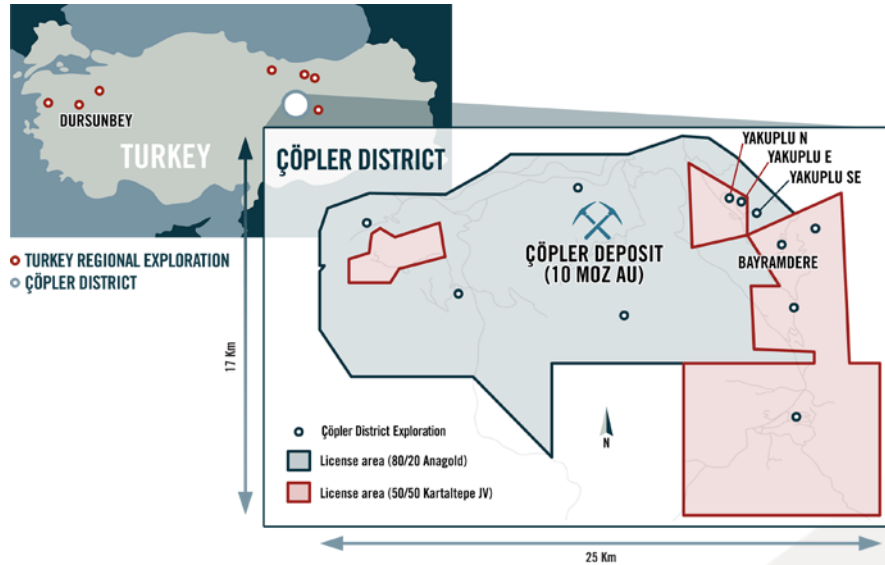 DURSUNBEY
TURKEY
TURKEY REGIONAL EXPLORATION
ÇÖPLER DISTRICT
ÇÖPLER DISTRICT
YAKUPLU N
YAKUPLU E
YAKUPLU SE
ÇÖPLER DEPOSIT
(10 MOZ AU)
BAYRAMDERE
17 Km
Çöpler District Exploration
N
License area (80/20 Anagold)
License area (50/50 Kartaltepe JV)
25 Km